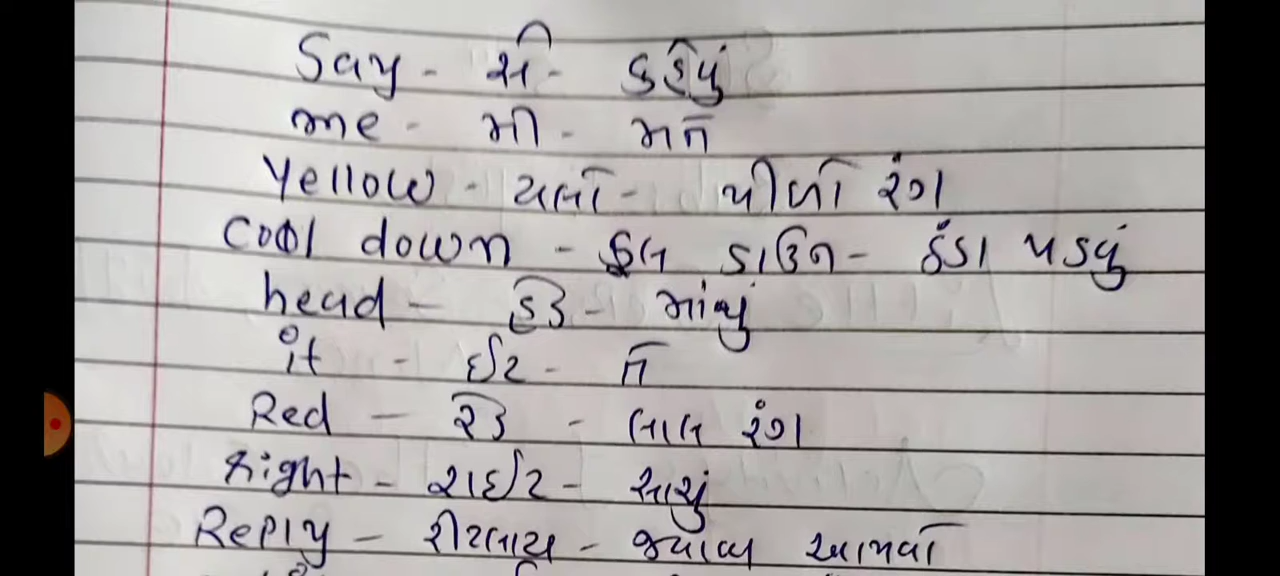 Say - સે - કહેવું
me - મી - મને
Yellow - યલો - પીળો રંગ
Cool down - કુલ ડાઉન - ઠંડા પડવું
head - હેડ - માંથું
it - ઈટ - તે
Red - રેડ - લાલ રંગ
Right - રાઈટ - સાચું
Reply - રીપ્લાય - જવાબ આપવો